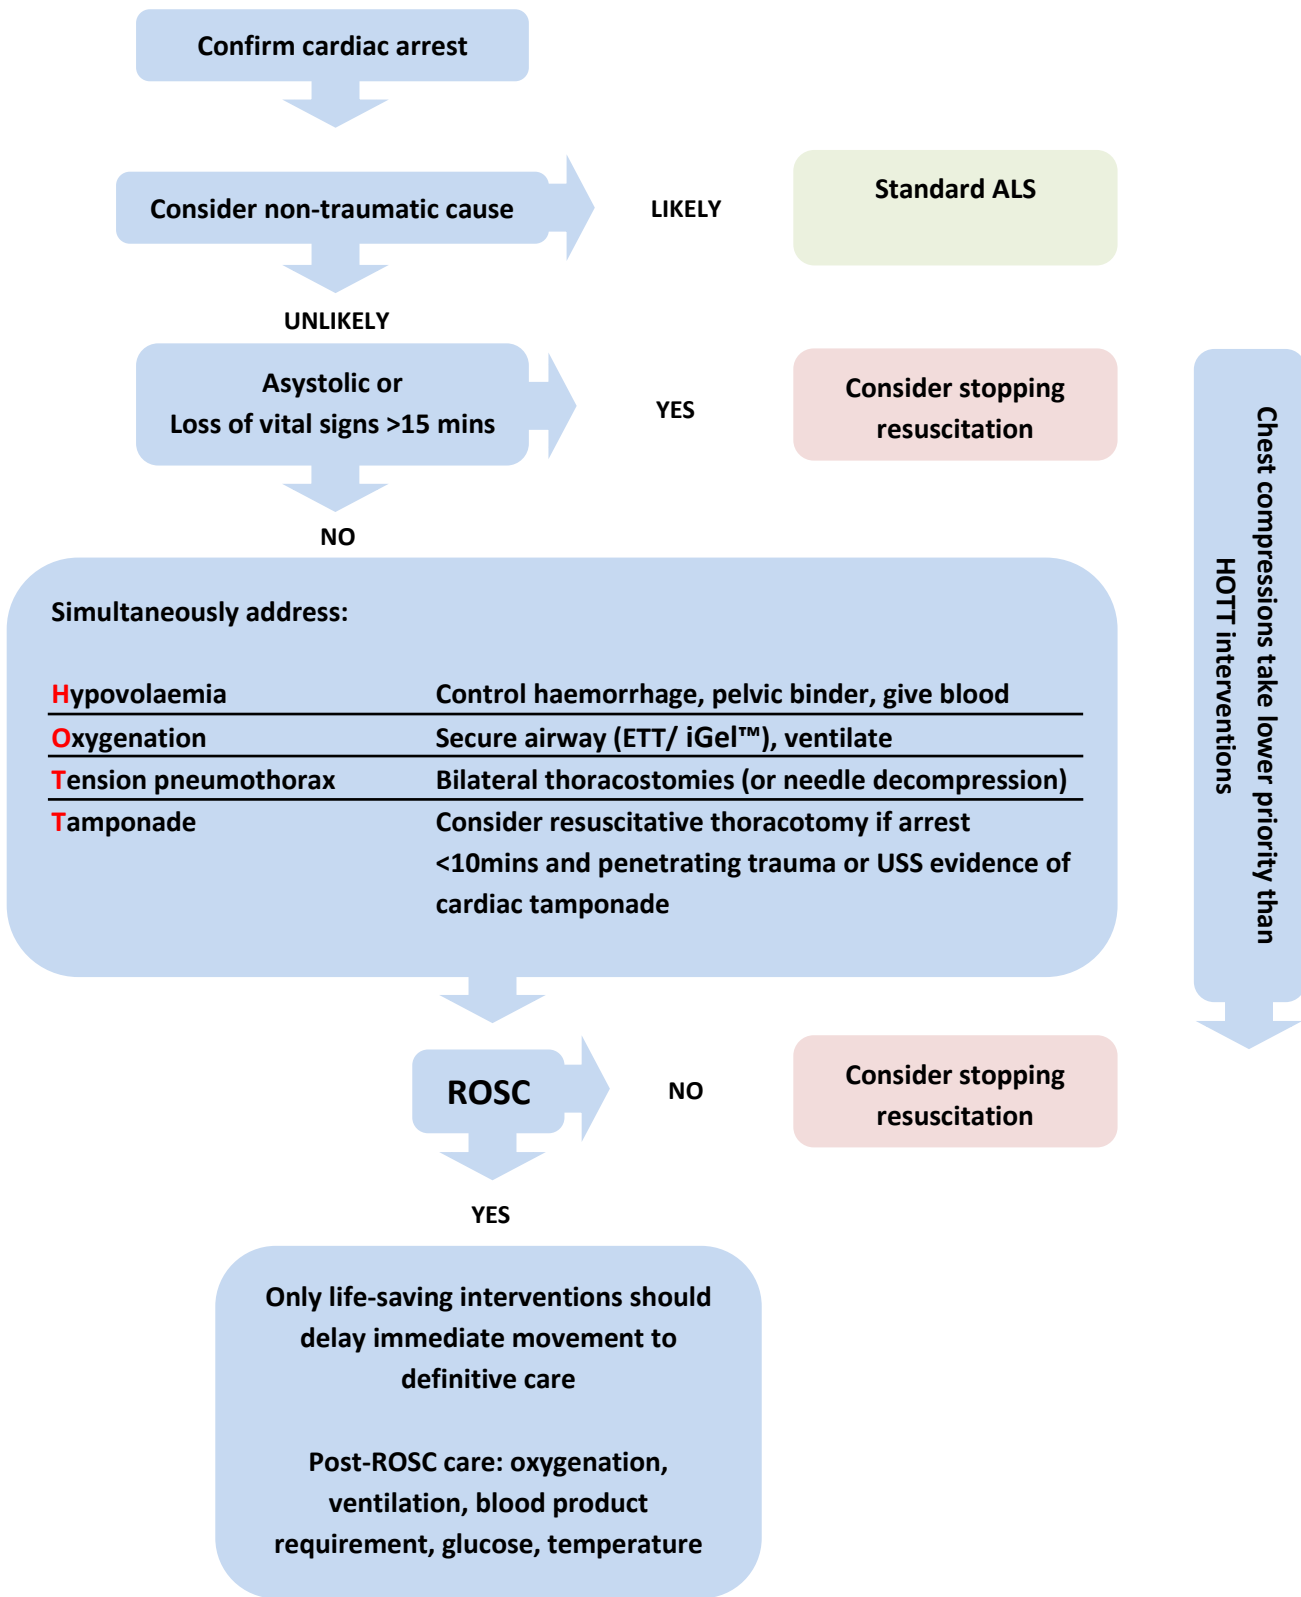 Confirm cardiac arrest
Consider non-traumatic cause
LIKELY
Standard ALS
UNLIKELY
Asystolic or
Loss of vital signs >15 mins
YES
Consider stopping
resuscitation
NO
Simultaneously address:
Hypovolaemia Control haemorrhage, pelvic binder, give blood
Oxygenation Secure airway (ETT/ iGel™), ventilate
Tension pneumothorax Bilateral thoracostomies (or needle decompression)
Tamponade Consider resuscitative thoracotomy if arrest
<10mins and penetrating trauma or USS evidence of
cardiac tamponade
Chest compressions take lower priority than
HOTT interventions
ROSC
NO
Consider stopping
resuscitation
YES
Only life-saving interventions should
delay immediate movement to
definitive care
Post-ROSC care: oxygenation,
ventilation, blood product
requirement, glucose, temperature